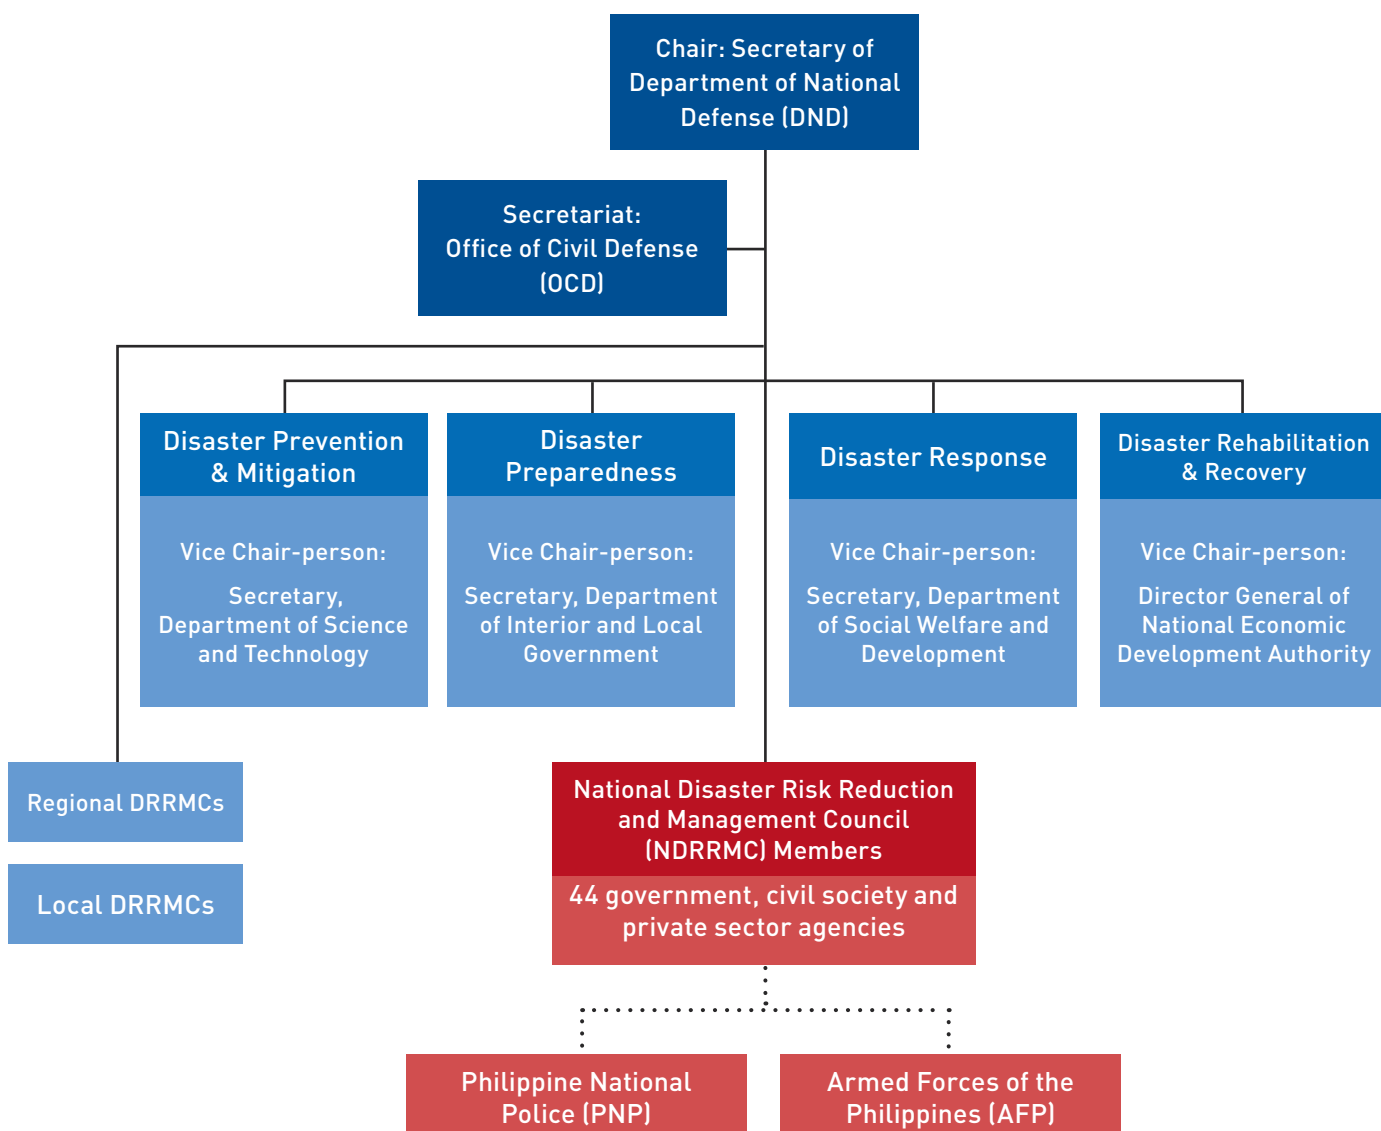 Chair: Secretary of
Department of National
Defense (DND)
Secretariat:
Office of Civil Defense
(OCD)
Disaster Prevention
& Mitigation
Vice Chair-person:
Secretary,
Department of Science
and Technology
Disaster
Preparedness
Vice Chair-person:
Secretary, Department
of Interior and Local
Government
Disaster Response
Vice Chair-person:
Secretary, Department
of Social Welfare and
Development
Disaster Rehabilitation
& Recovery
Vice Chair-person:
Director General of
National Economic
Development Authority
Regional DRRMCs
Local DRRMCs
National Disaster Risk Reduction
and Management Council
(NDRRMC) Members
44 government, civil society and
private sector agencies
Philippine National
Police (PNP)
Armed Forces of the
Philippines (AFP)